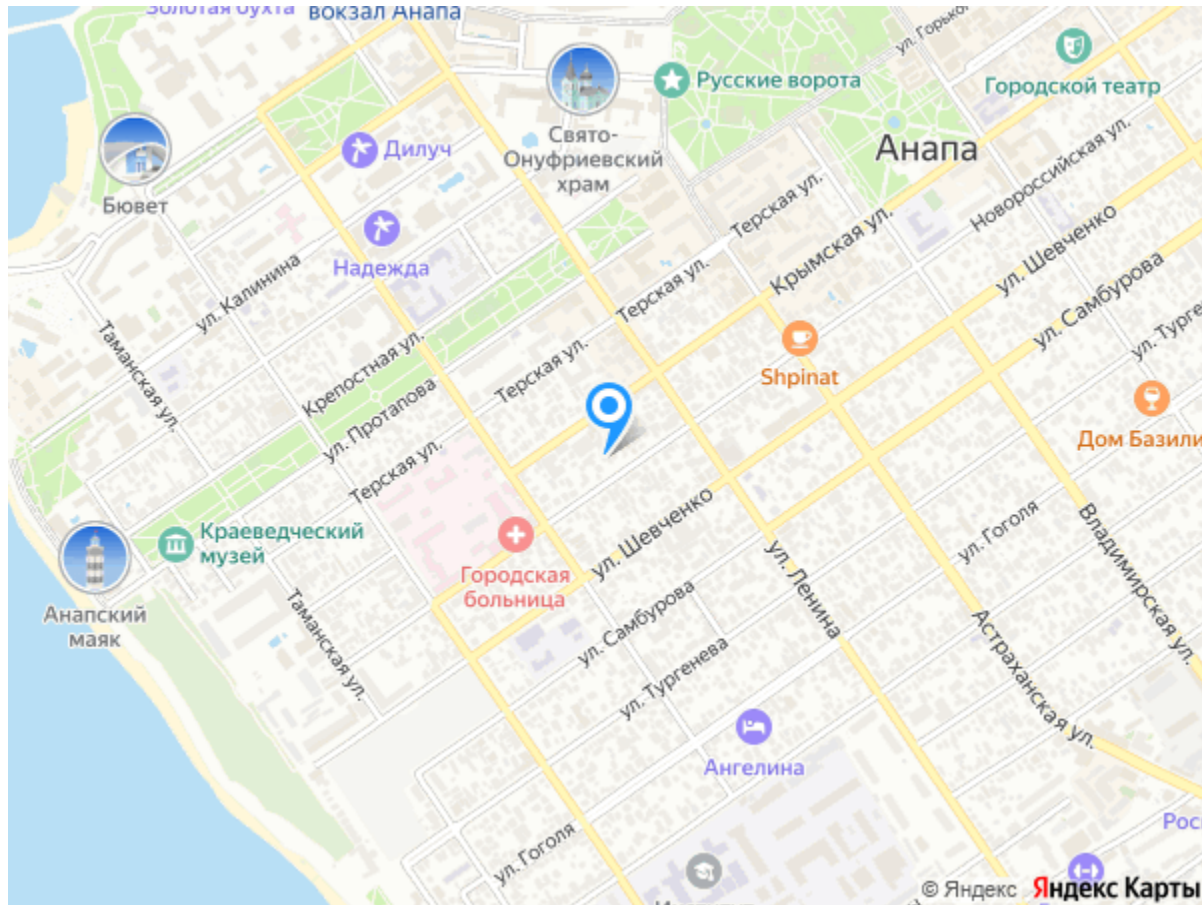 Золотая бухта
вокзал Анапа
ул. Горького
Городской театр
Русские ворота
Свято-
Онуфриевский
храм
Анапа
Дилуч
Бювет
Надежда
ул. Калинина
Терская ул.
Новороссийская ул.
Крымская ул.
ул. Шевченко
ул. Самбурова
Терская ул.
Таманская ул.
Крепостная ул.
Терская ул.
ул. Протапова
Shpinat
ул. Тург
Дом Базили
Терская ул.
Краеведческий
музей
Городская
больница
ул. Шевченко
ул. Гоголя
Владимирская ул.
ул. Ленина
Анапский
маяк
Таманская ул.
ул. Самбурова
ул. Тургенева
Астраханская ул.
Ангелина
ул. Гоголя
Рос
© Яндекс Яндекс Карты